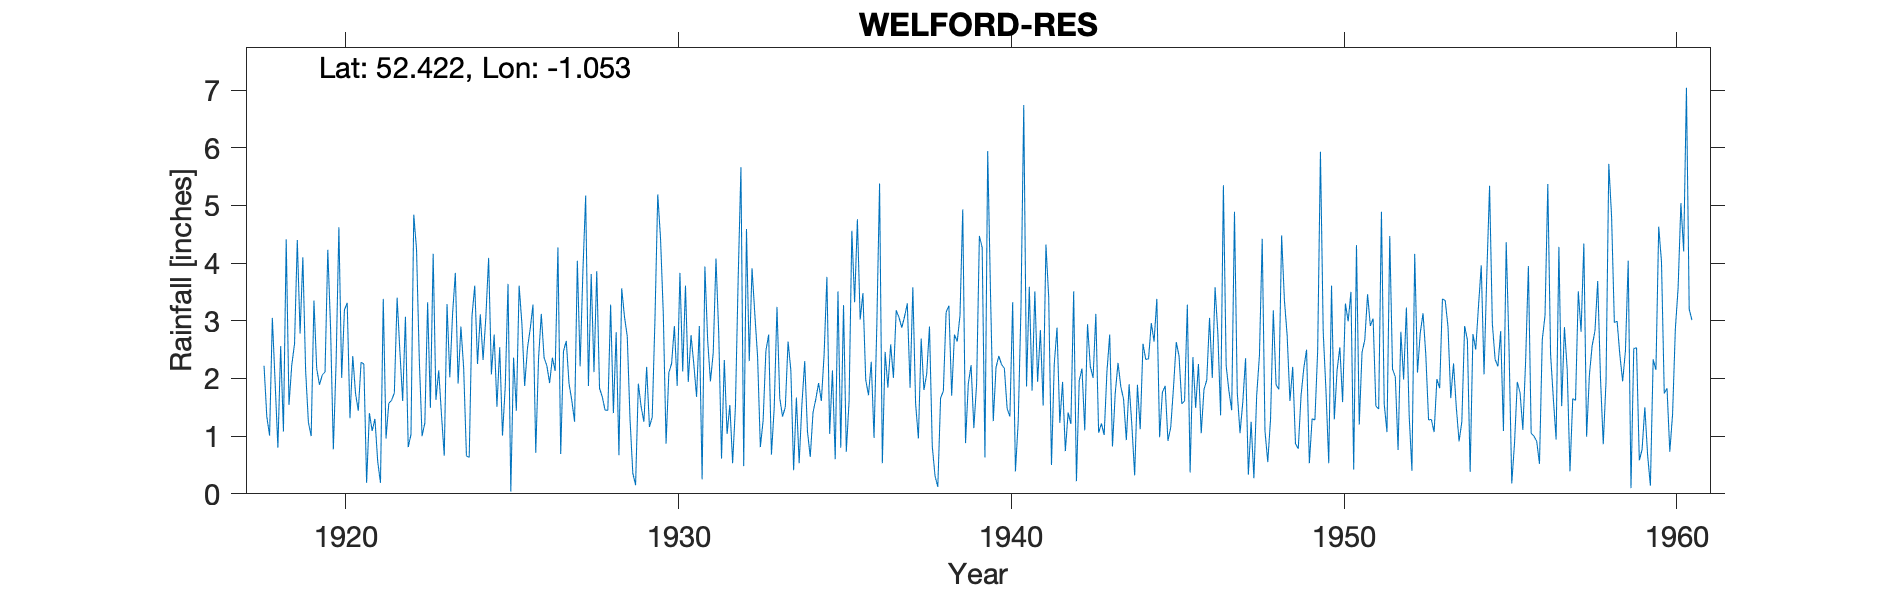 WELFORD-RES
Lat: 52.422, Lon: -1.053
Rainfall [inches]
7
6
5
4
3
2
1
0
1920 1930 1940 1950 1960
Year